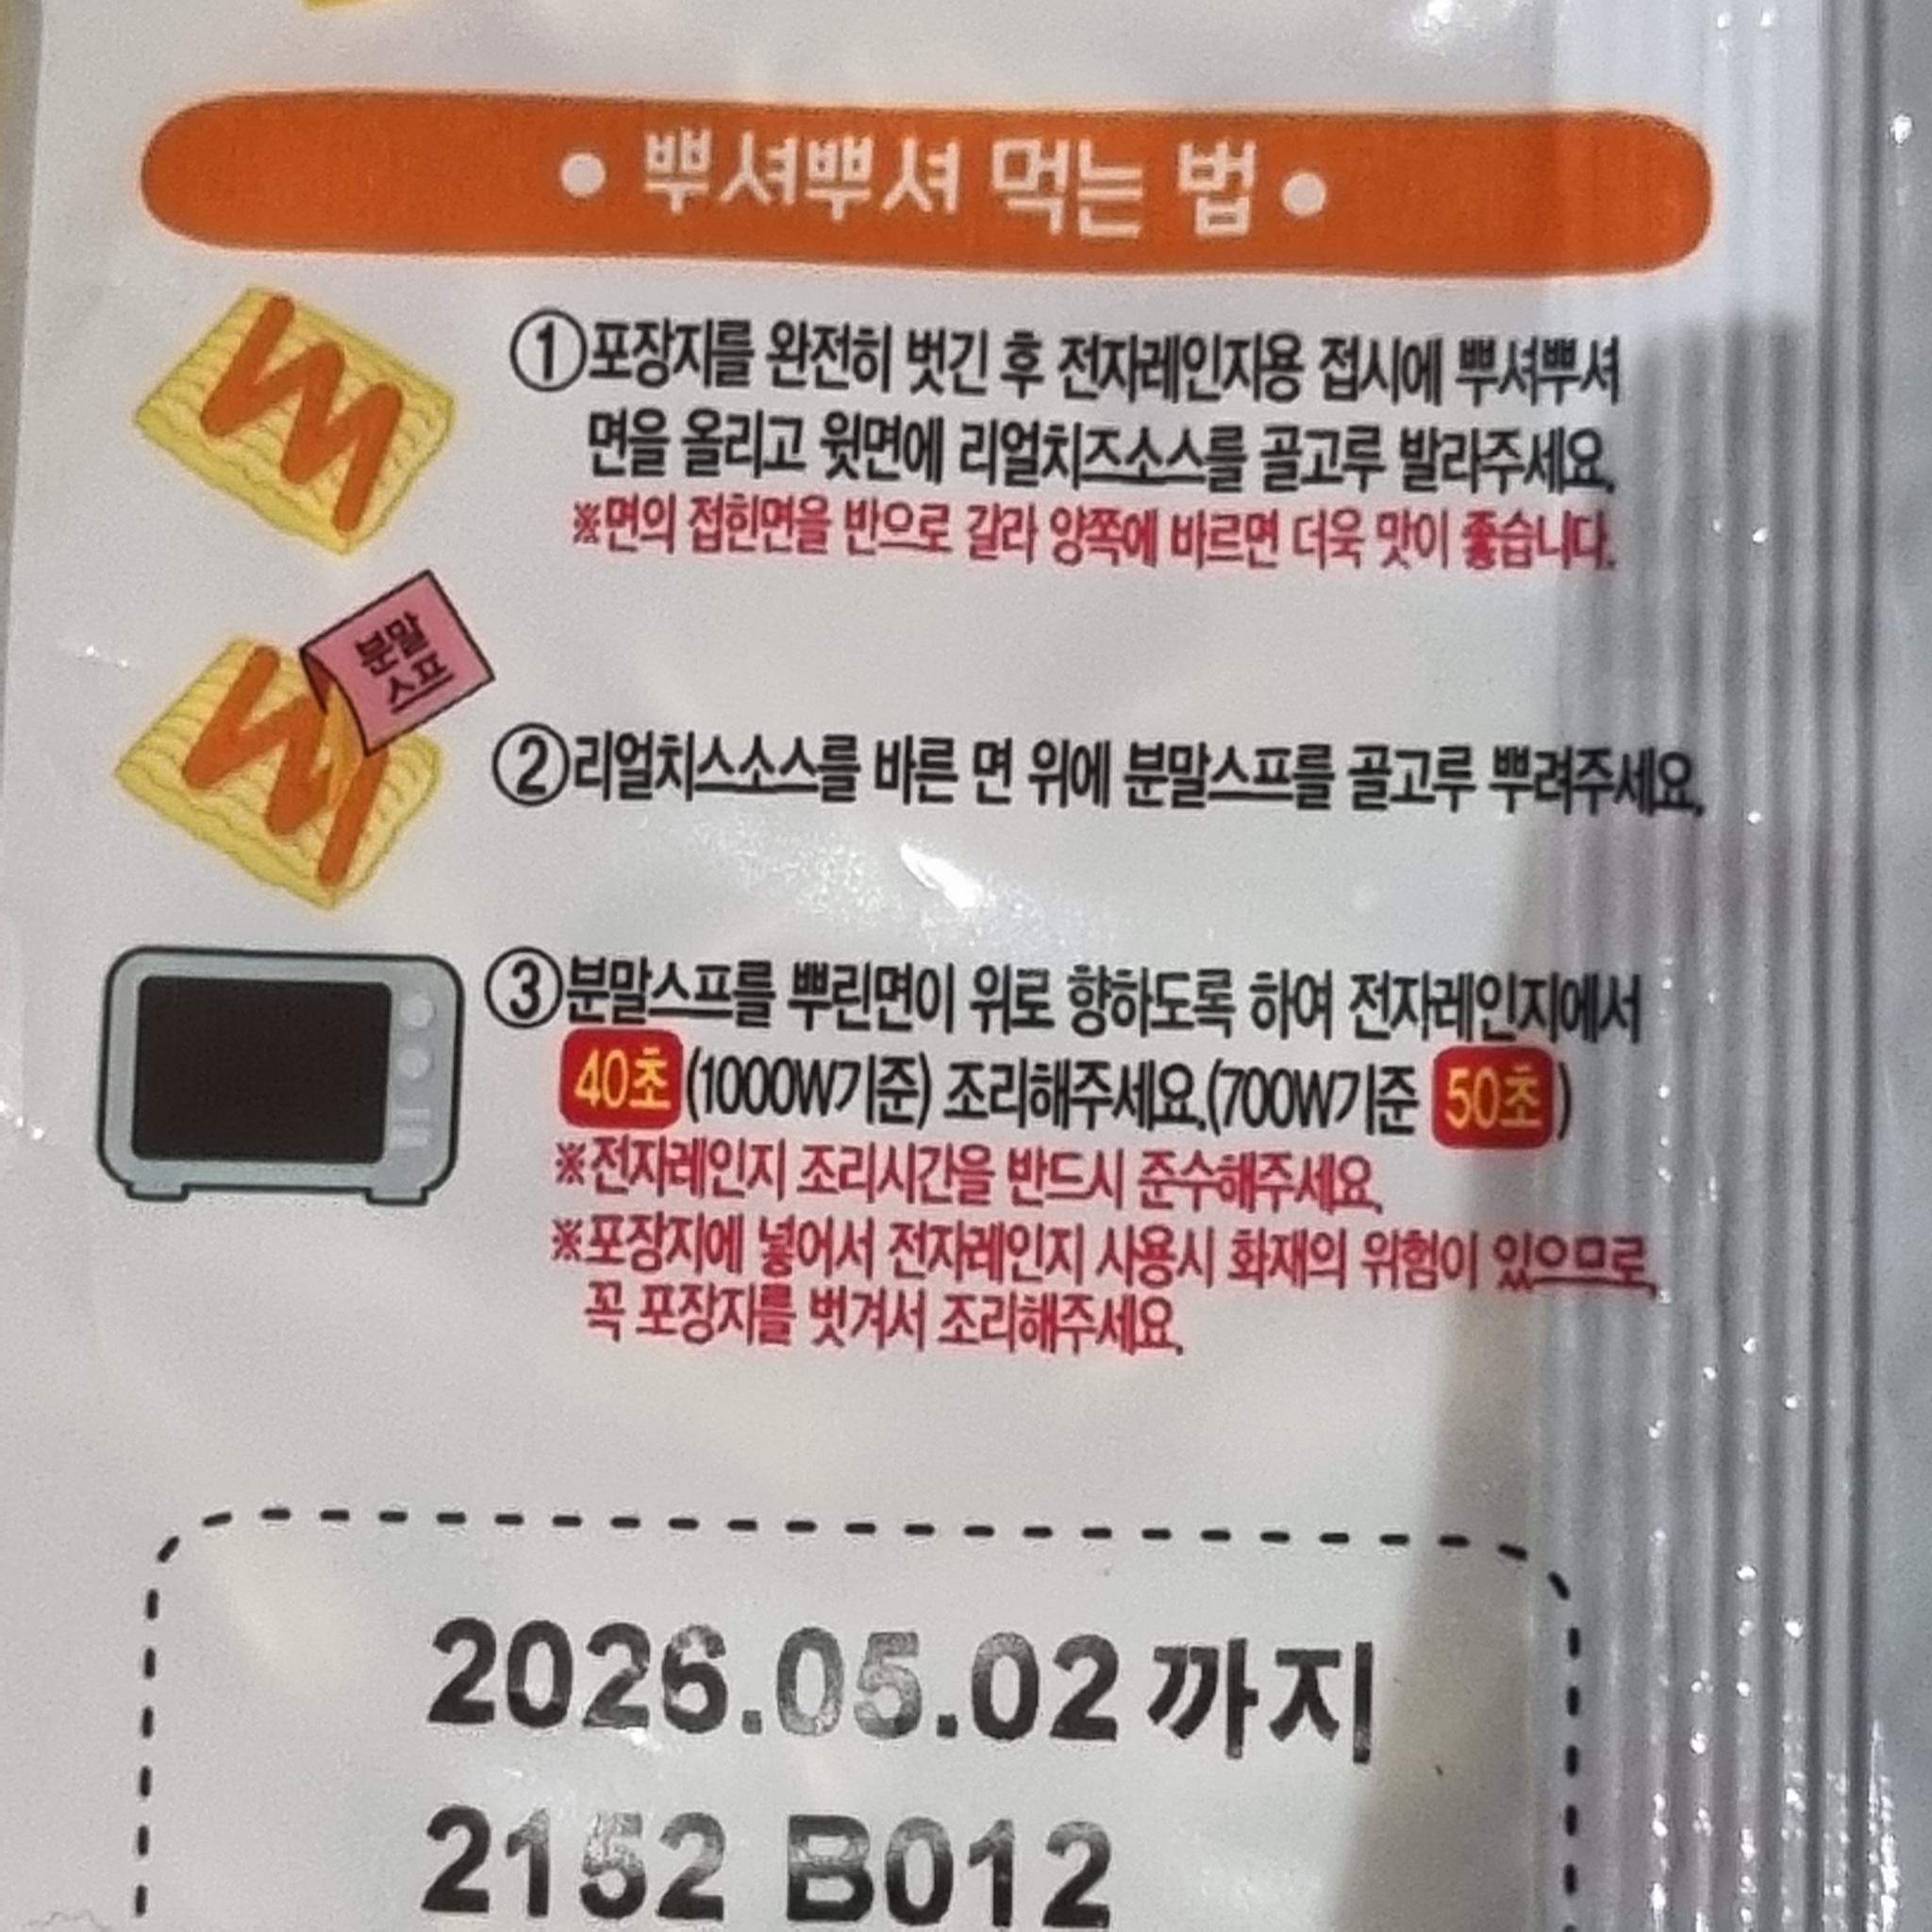 • 뿌셔뿌셔 먹는 법 •
①포장지를 완전히 벗긴 후 전자레인지용 접시에 뿌셔뿌셔
면을 올리고 윗면에 리얼치즈소스를 골고루 발라주세요.
※면의 접힌면을 반으로 갈라 양쪽에 바르면 더욱 맛이 좋습니다.
분말
스프
②리얼치스소스를 바른 면 위에 분말스프를 골고루 뿌려주세요.
③분말스프를 뿌린면이 위로 향하도록 하여 전자레인지에서
40초(1000W기준) 조리해주세요.(700W기준 50초)
※전자레인지 조리시간을 반드시 준수해주세요.
※포장지에 넣어서 전자레인지 사용시 화재의 위험이 있으므로,
꼭 포장지를 벗겨서 조리해주세요.
2026.05.02까지
2152 B012